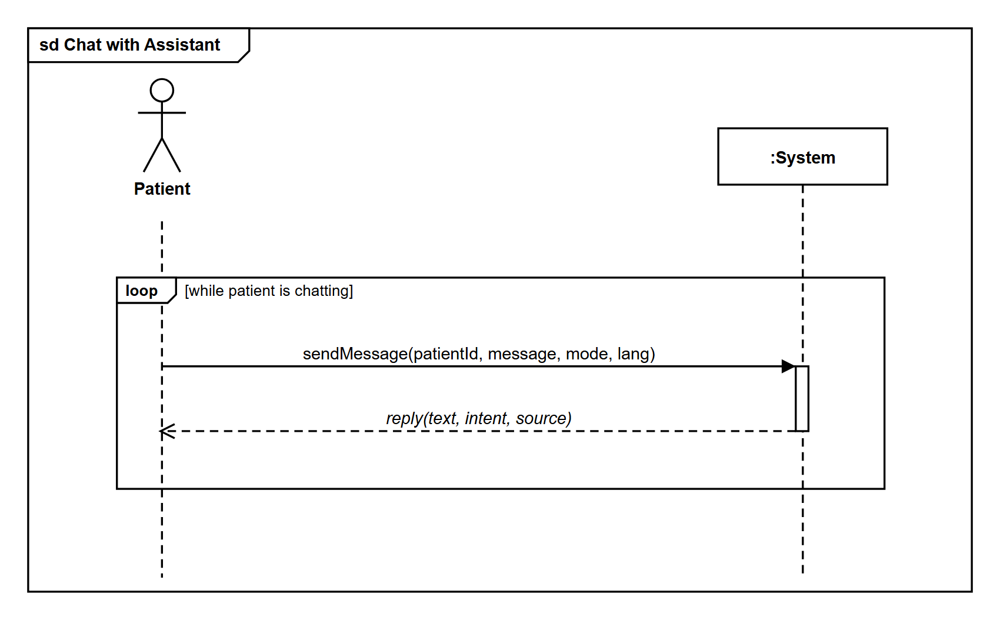 sd Chat with Assistant
Patient
:System
loop [while patient is chatting]
sendMessage(patientId, message, mode, lang)
reply(text, intent, source)